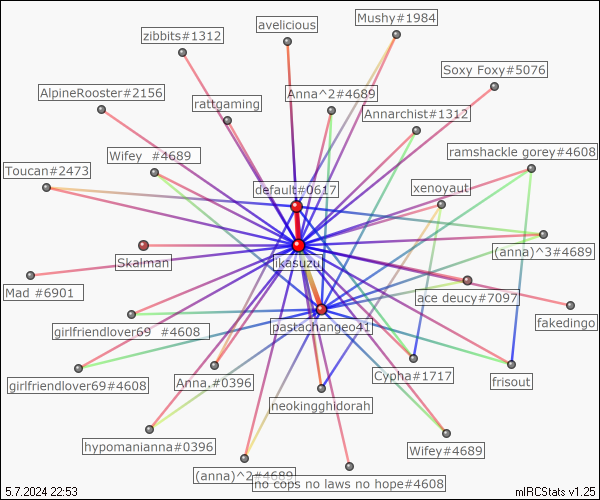 Mushy#1984
avelicious
zibbits#1312
Soxy Foxy#5076
AlpineRooster#2156
Anna^2#4689
rattgaming
Annarchist#1312
ramshackle gorey#4608
Wifey  #4689
Toucan#2473
default#0617
xenoyaut
(anna)^3#4689
Skalman
ikasuzu
Mad #6901
ace deucy#7097
fakedingo
pastachangeo41
girlfriendlover69  #4608
Cypha#1717
frisout
girlfriendlover69#4608
Anna.#0396
neokingghidorah
hypomanianna#0396
Wifey#4689
(anna)^2#4689
no cops no laws no hope#4608
5.7.2024 22:53
mIRCStats v1.25